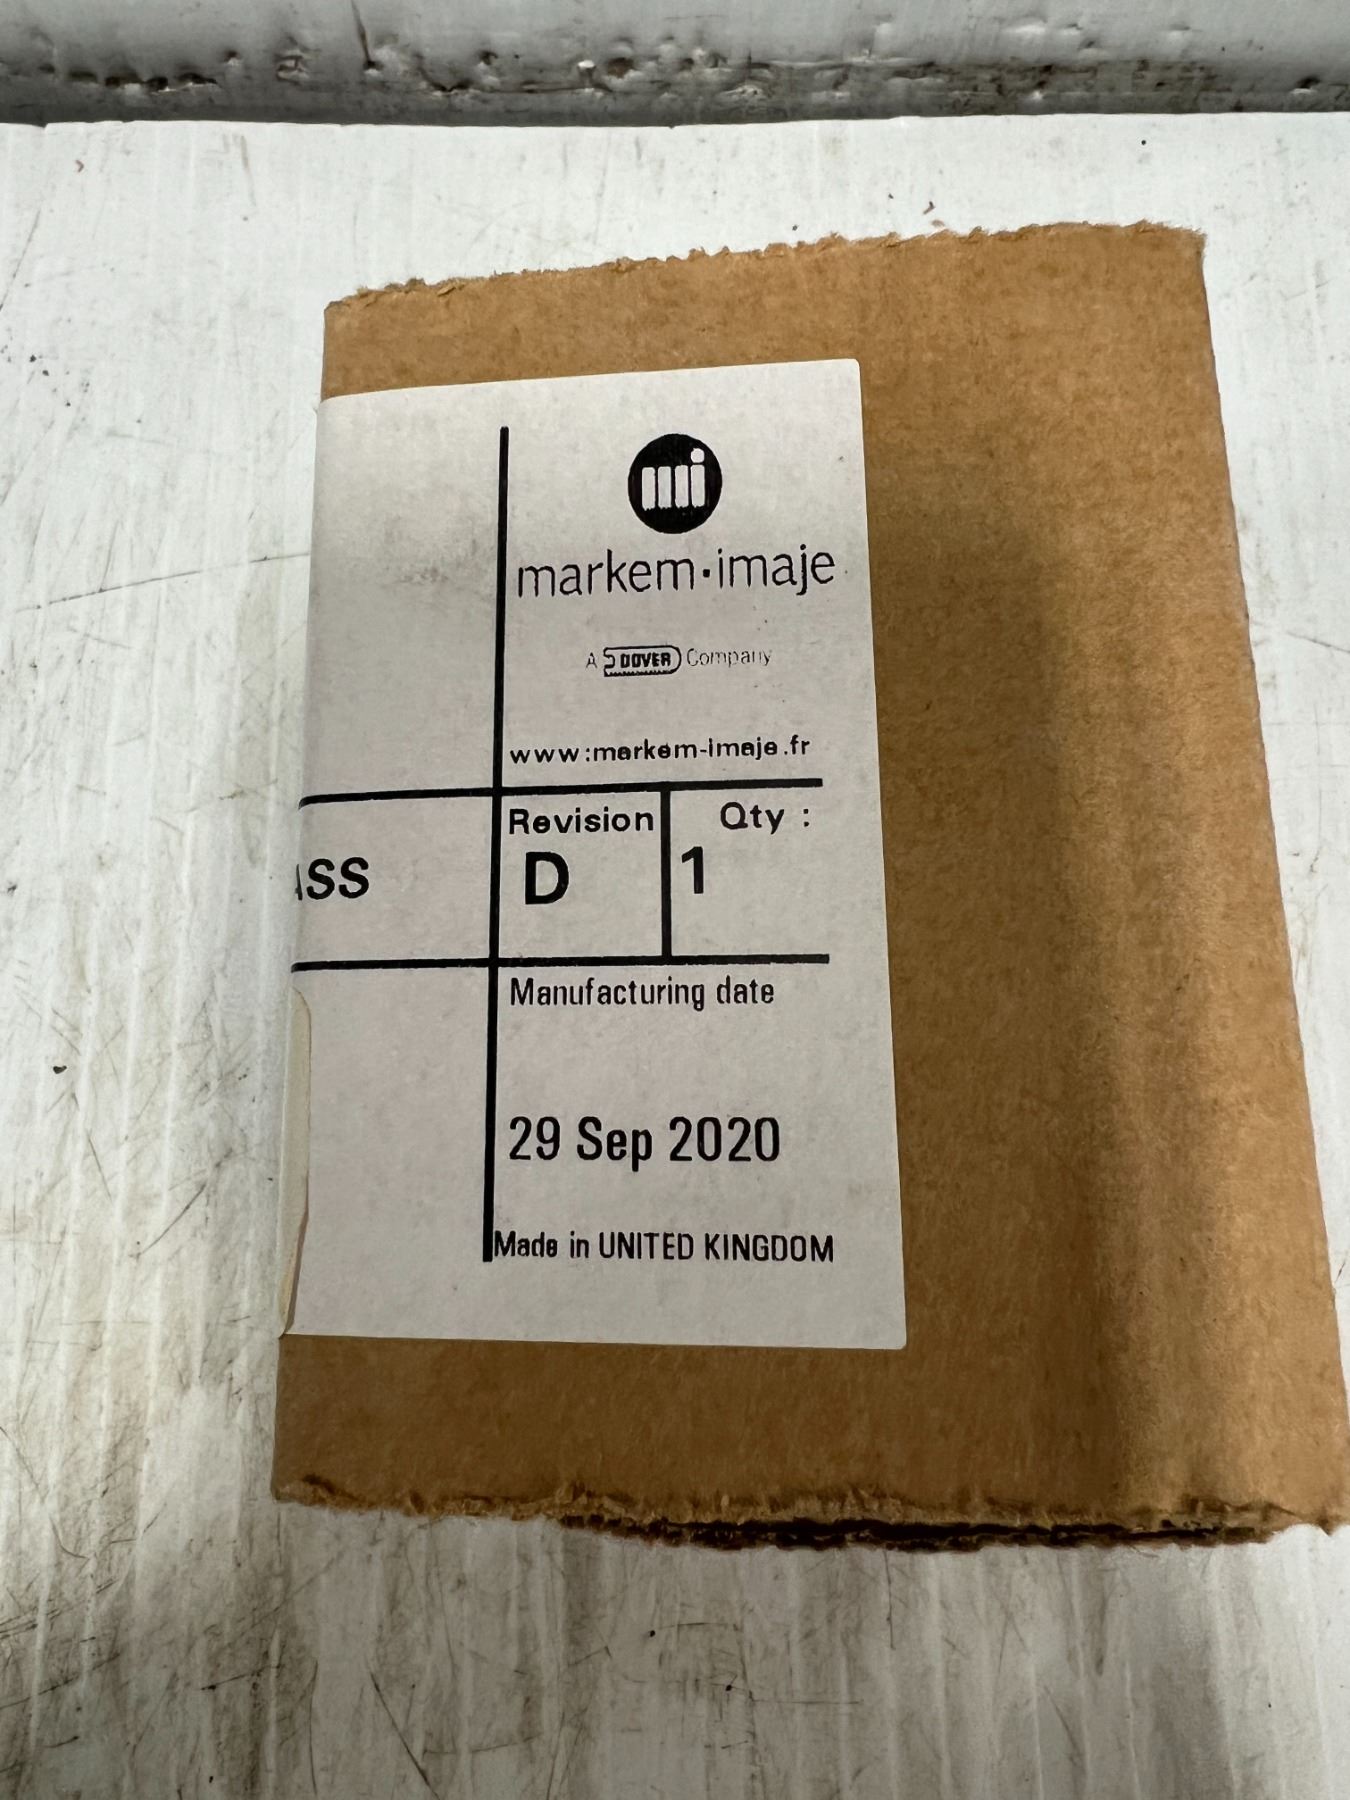 mi
markem·imaje
A DOVER Company
www.markem-imaje.fr
Revision Qty :
ASS D 1
Manufacturing date
29 Sep 2020
Made in UNITED KINGDOM